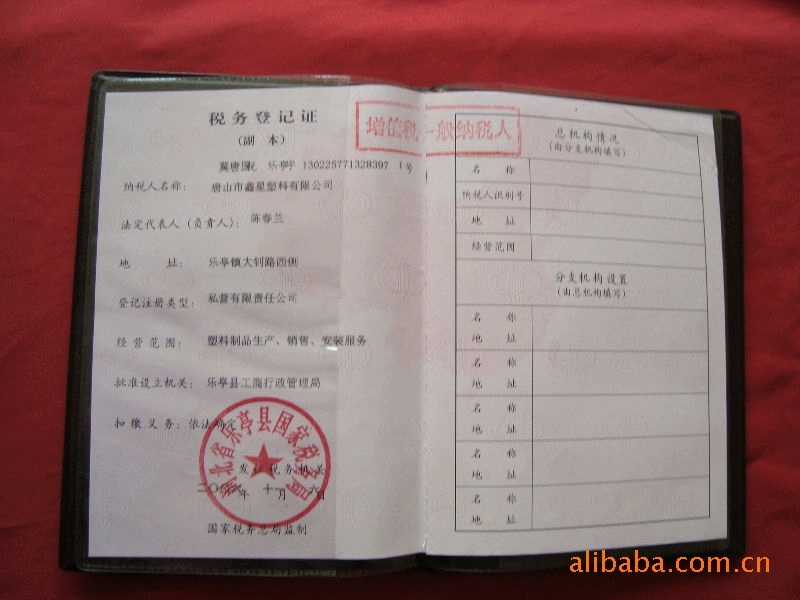 税务登记证
(副 本)
冀唐国税 乐亭字 130225771328397 1号
纳税人名称： 唐山市鑫星塑料有限公司
法定代表人（负责人）： 陈春兰
地 址： 乐亭镇大钊路西侧
登记注册类型： 私营有限责任公司
经营范围： 塑料制品生产、销售、安装服务
批准设立机关： 乐亭县工商行政管理局
扣缴义务： 依法确定
河北省乐亭县国家税务局
发证税务机关
年 十 月 六日
国家税务总局监制
增值税一般纳税人
总机构情况
(由分支机构填写)
名 称
纳税人识别号
地 址
经营范围
分支机构设置
(由总机构填写)
名 称
地 址
名 称
地 址
名 称
地 址
名 称
地 址
名 称
地 址
alibaba.com.cn